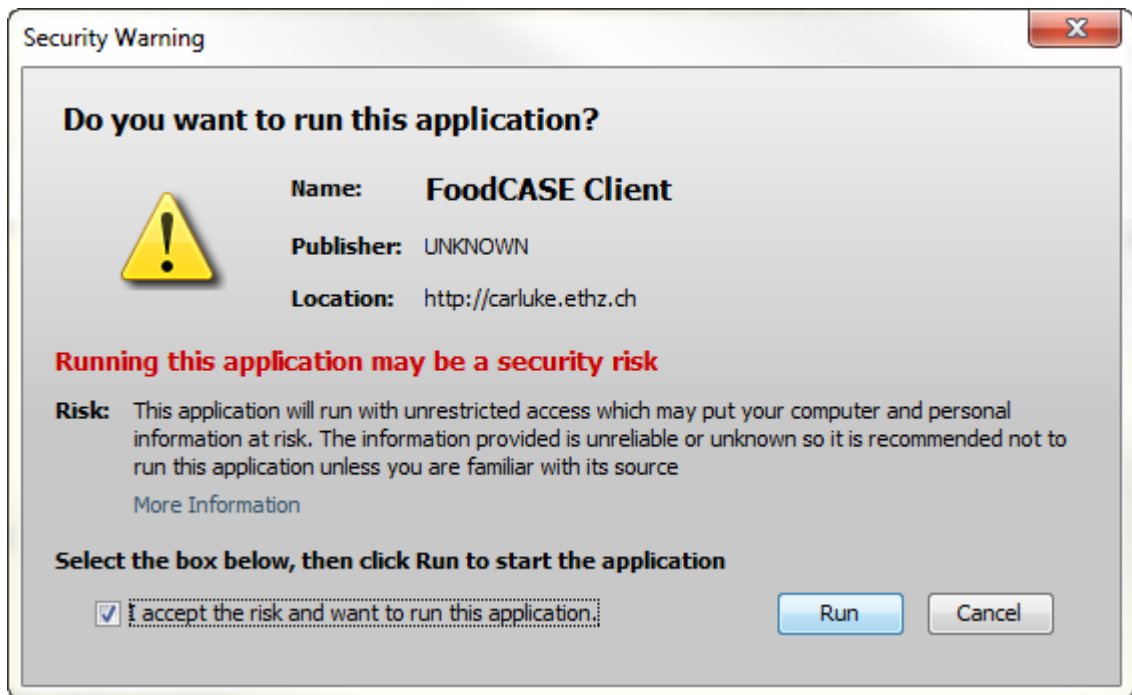 Security Warning
Do you want to run this application?
Name: FoodCASE Client
Publisher: UNKNOWN
Location: http://carluke.ethz.ch
Running this application may be a security risk
Risk: This application will run with unrestricted access which may put your computer and personal
information at risk. The information provided is unreliable or unknown so it is recommended not to
run this application unless you are familiar with its source
More Information
Select the box below, then click Run to start the application
I accept the risk and want to run this application.
Run Cancel